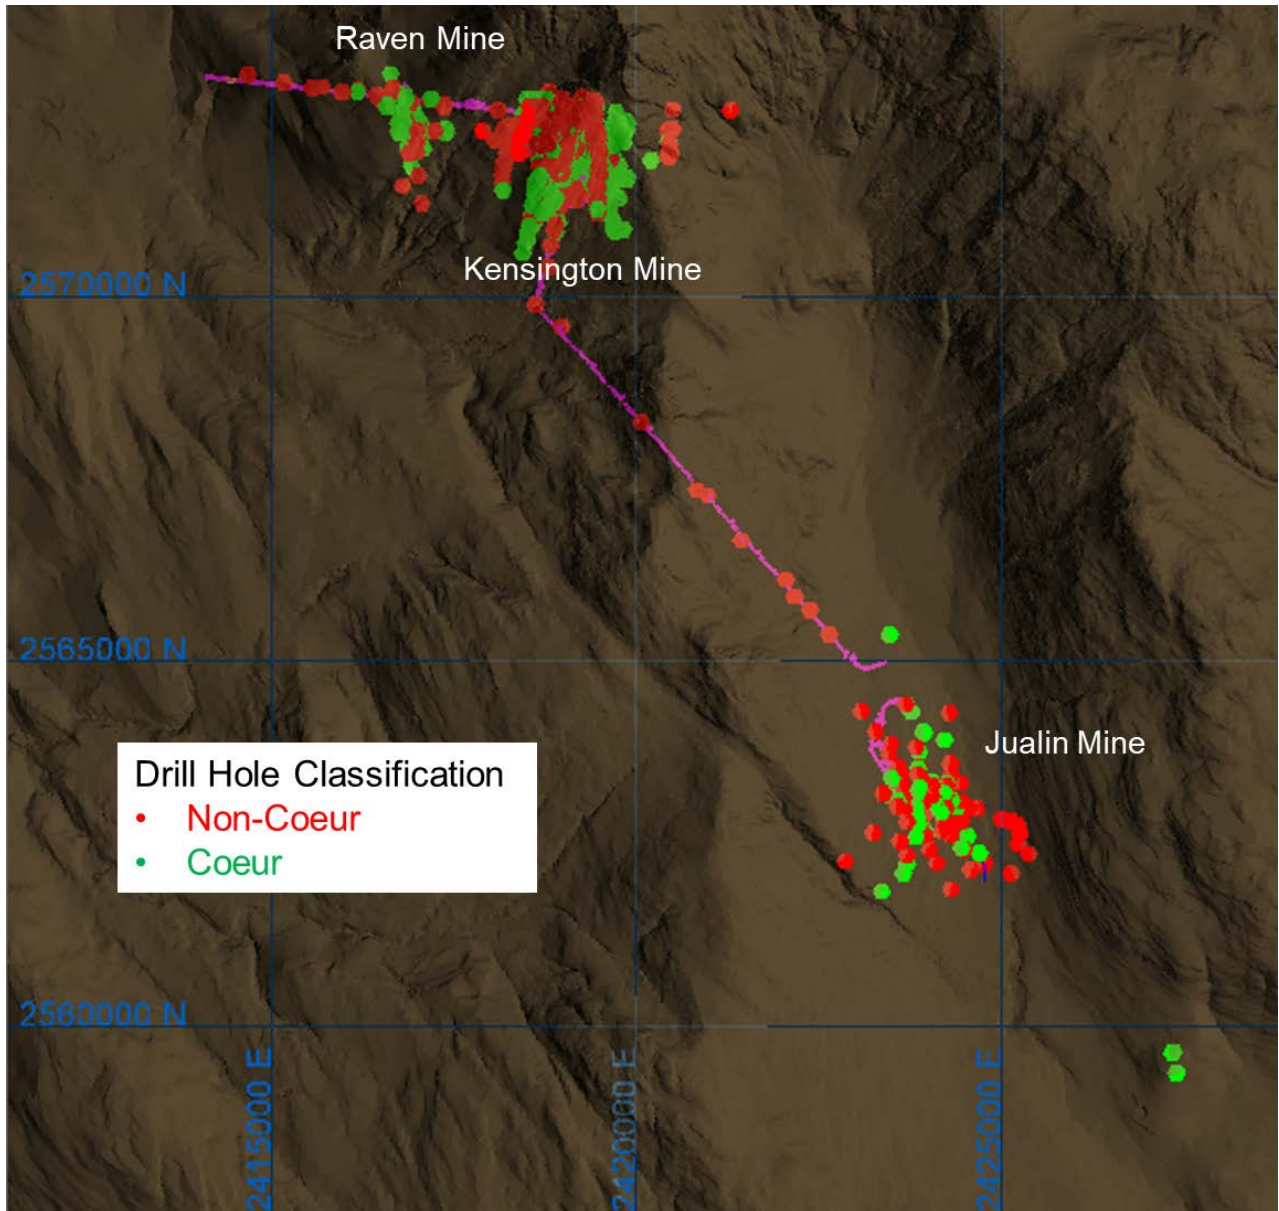 Raven Mine
Kensington Mine
2570000 N
2565000 N
Jualin Mine
Drill Hole Classification
• Non-Coeur
• Coeur
2560000 N
2415000 E
2420000 E
2425000 E